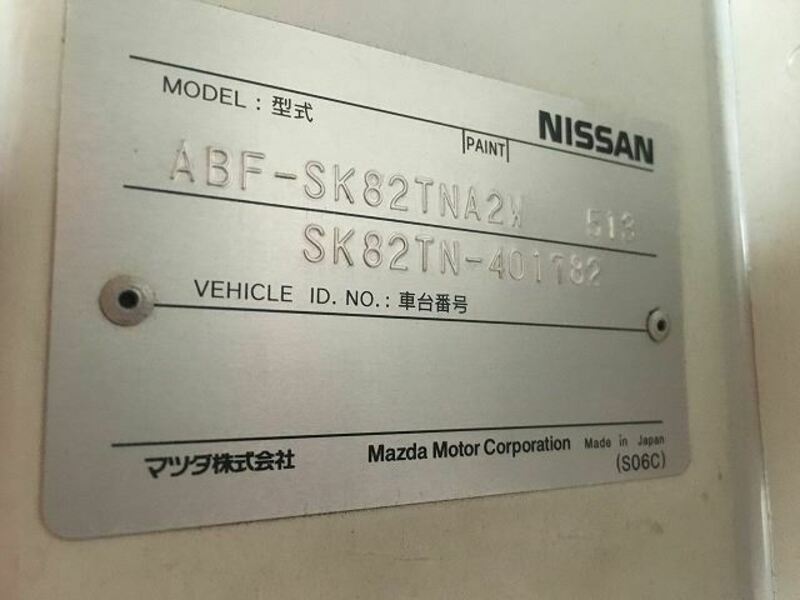 MODEL : 型式
PAINT NISSAN
ABF-SK82TNA2W 513
SK82TN-401782
VEHICLE ID. NO. : 車台番号
マツダ株式会社 Mazda Motor Corporation Made in Japan
(S06C)